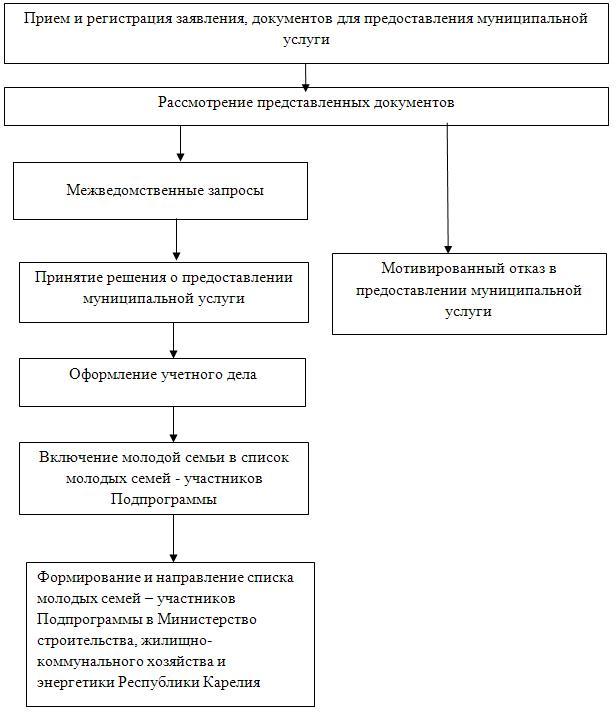 Прием и регистрация заявления, документов для предоставления муниципальной
услуги
Рассмотрение представленных документов
Межведомственные запросы
Принятие решения о предоставлении
муниципальной услуги
Мотивированный отказ в
предоставлении муниципальной
услуги
Оформление учетного дела
Включение молодой семьи в список
молодых семей - участников
Подпрограммы
Формирование и направление списка
молодых семей – участников
Подпрограммы в Министерство
строительства, жилищно-
коммунального хозяйства и
энергетики Республики Карелия